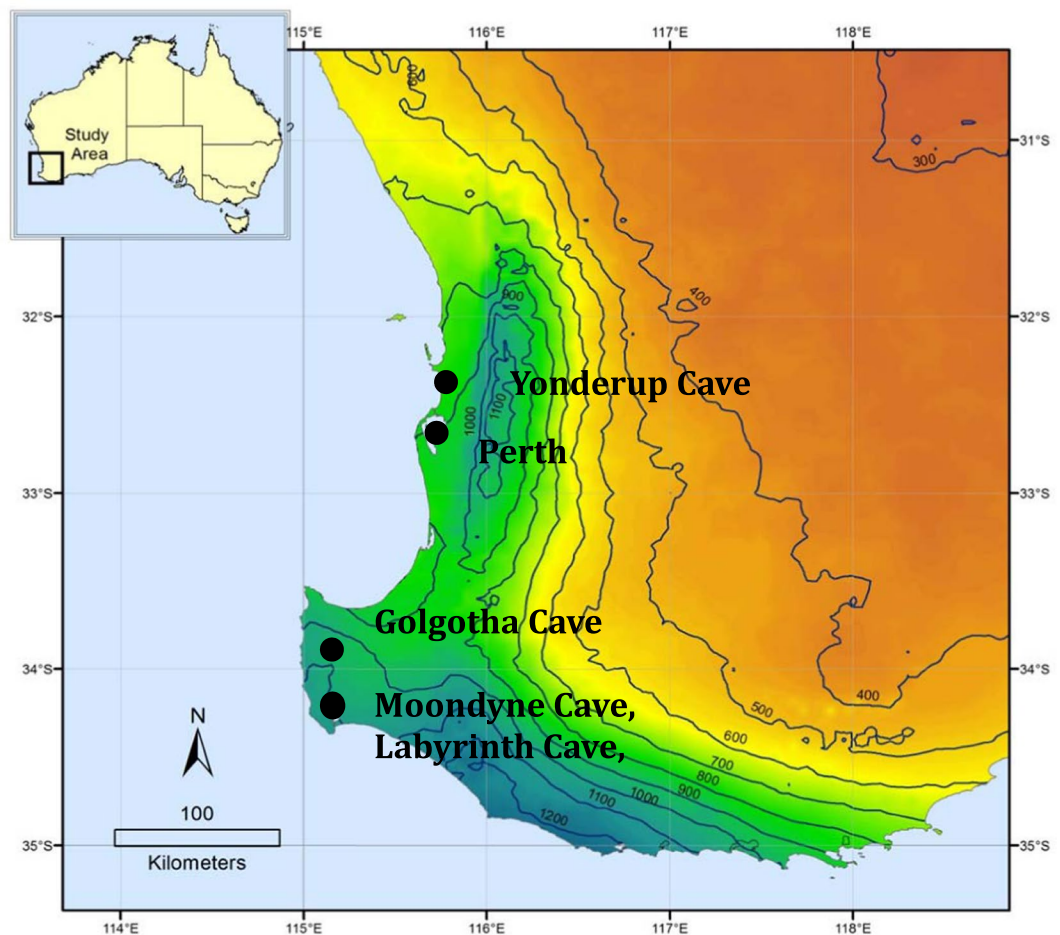 115°E 116°E 117°E 118°E
Study
Area
31°S
300
900
400
32°S 32°S
Yonderup Cave
1100
1000
Perth
33°S 33°S
Golgotha Cave
34°S 34°S
400
Moondyne Cave,
Labyrinth Cave,
500
600
700
800
900
1000
1100
1200
N
100
Kilometers
35°S 35°S
114°E 115°E 116°E 117°E 118°E